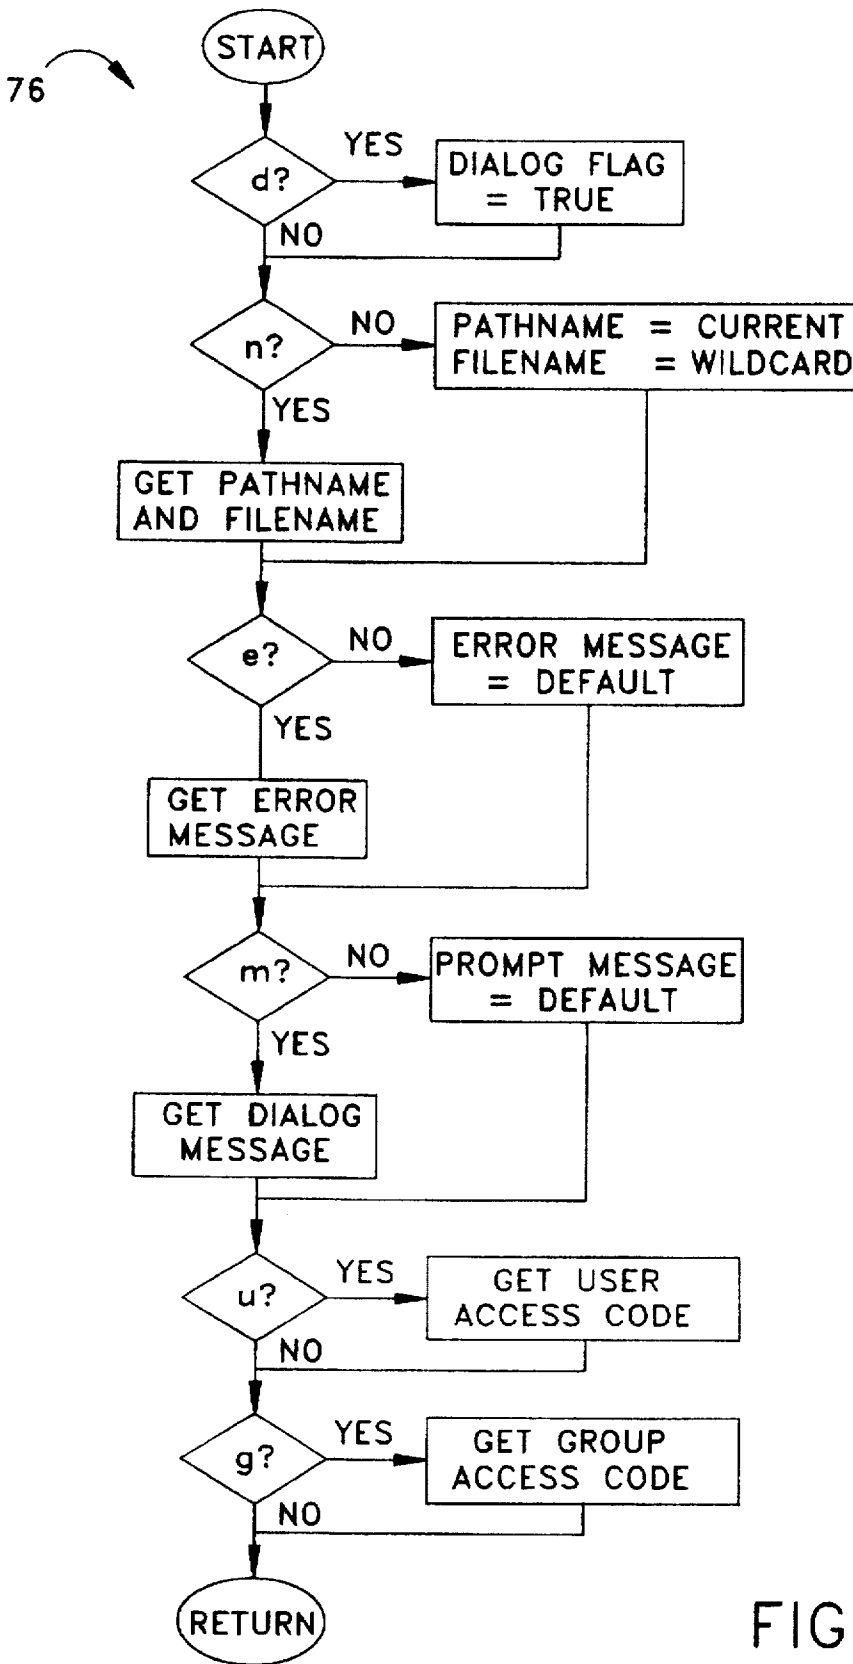 START
76
d?
YES
DIALOG FLAG
= TRUE
NO
n?
NO
PATHNAME = CURRENT
FILENAME = WILDCARD
YES
GET PATHNAME
AND FILENAME
e?
NO
ERROR MESSAGE
= DEFAULT
YES
GET ERROR
MESSAGE
m?
NO
PROMPT MESSAGE
= DEFAULT
YES
GET DIALOG
MESSAGE
u?
YES
GET USER
ACCESS CODE
NO
g?
YES
GET GROUP
ACCESS CODE
NO
RETURN
FIG